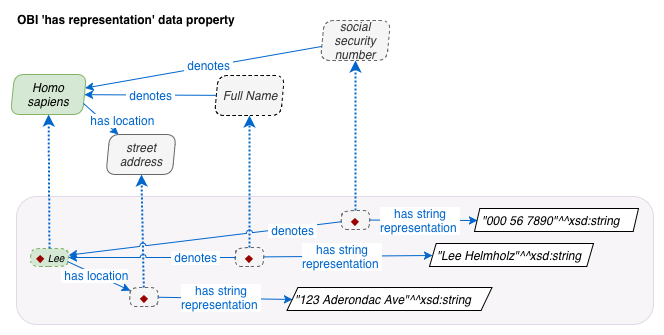 OBI 'has representation' data property
social
security
number
denotes
Homo
sapiens
denotes
Full Name
has location
street
address
"000 56 7890"^^xsd:string
has string
representation
denotes
Lee
denotes
has string
representation
"Lee Helmholz"^^xsd:string
has location
has string
representation
"123 Aderondac Ave"^^xsd:string